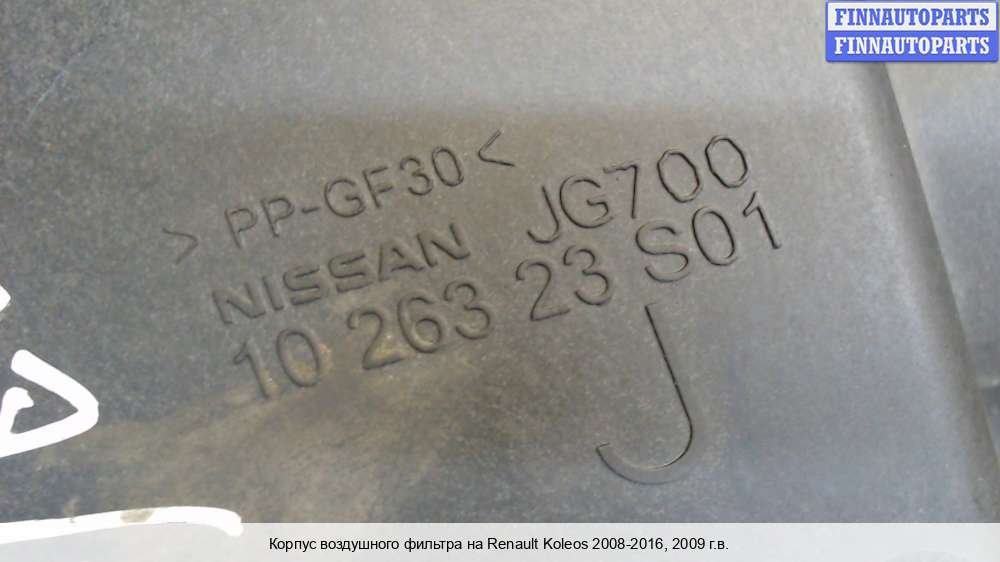 FINNAUTOPARTS
FINNAUTOPARTS
> PP-GF30 <
NISSAN JG700
10 263 23 S01
J
Корпус воздушного фильтра на Renault Koleos 2008-2016, 2009 г.в.